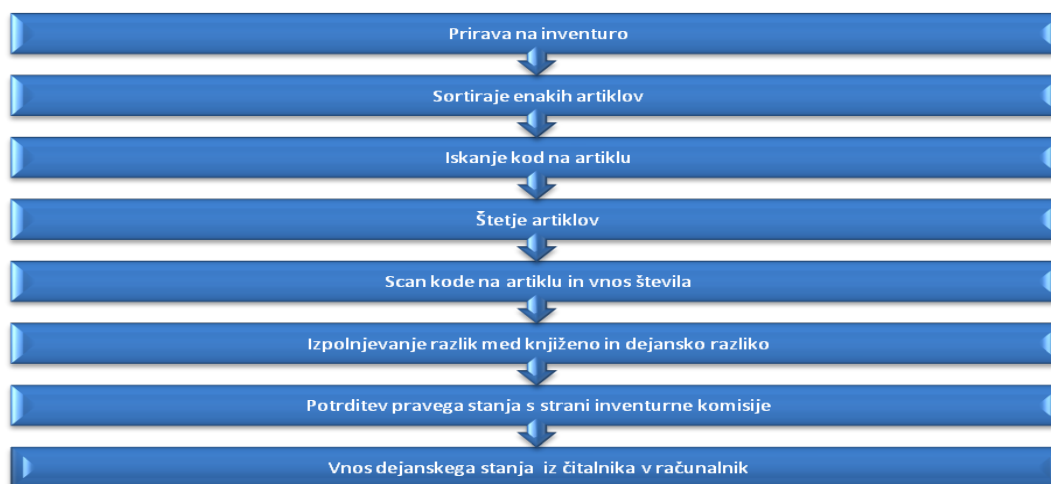 Prirava na inventuro
Sortiraje enakih artiklov
Iskanje kod na artiklu
Štetje artiklov
Scan kode na artiklu in vnos števila
Izpolnjevanje razlik med knjiženo in dejansko razliko
Potrditev pravega stanja s strani inventurne komisije
Vnos dejanskega stanja iz čitalnika v računalnik